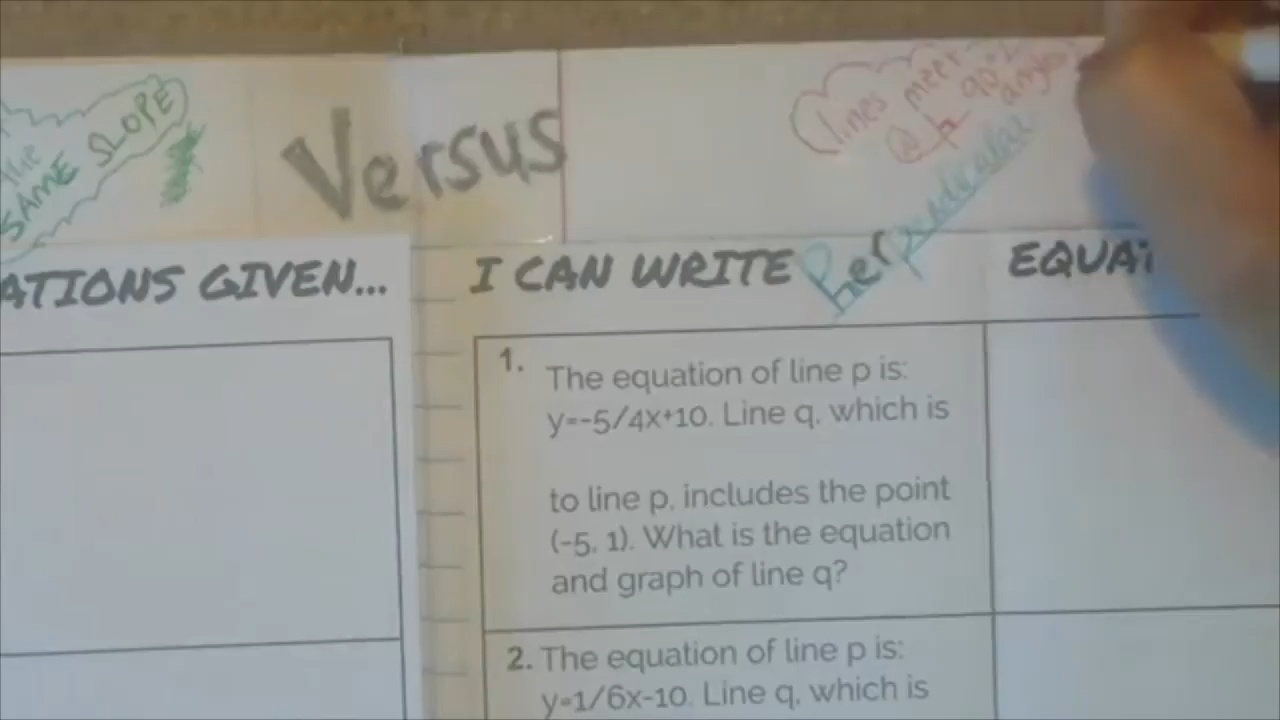 the
SAME SLOPE
Versus
lines meet
@ 90°
angles
ATIONS GIVEN...
I CAN WRITE Perpendicular EQUA
1. The equation of line p is:
y=-5/4x+10. Line q, which is
to line p, includes the point
(-5, 1). What is the equation
and graph of line q?
2. The equation of line p is:
y=1/6x-10. Line q, which is